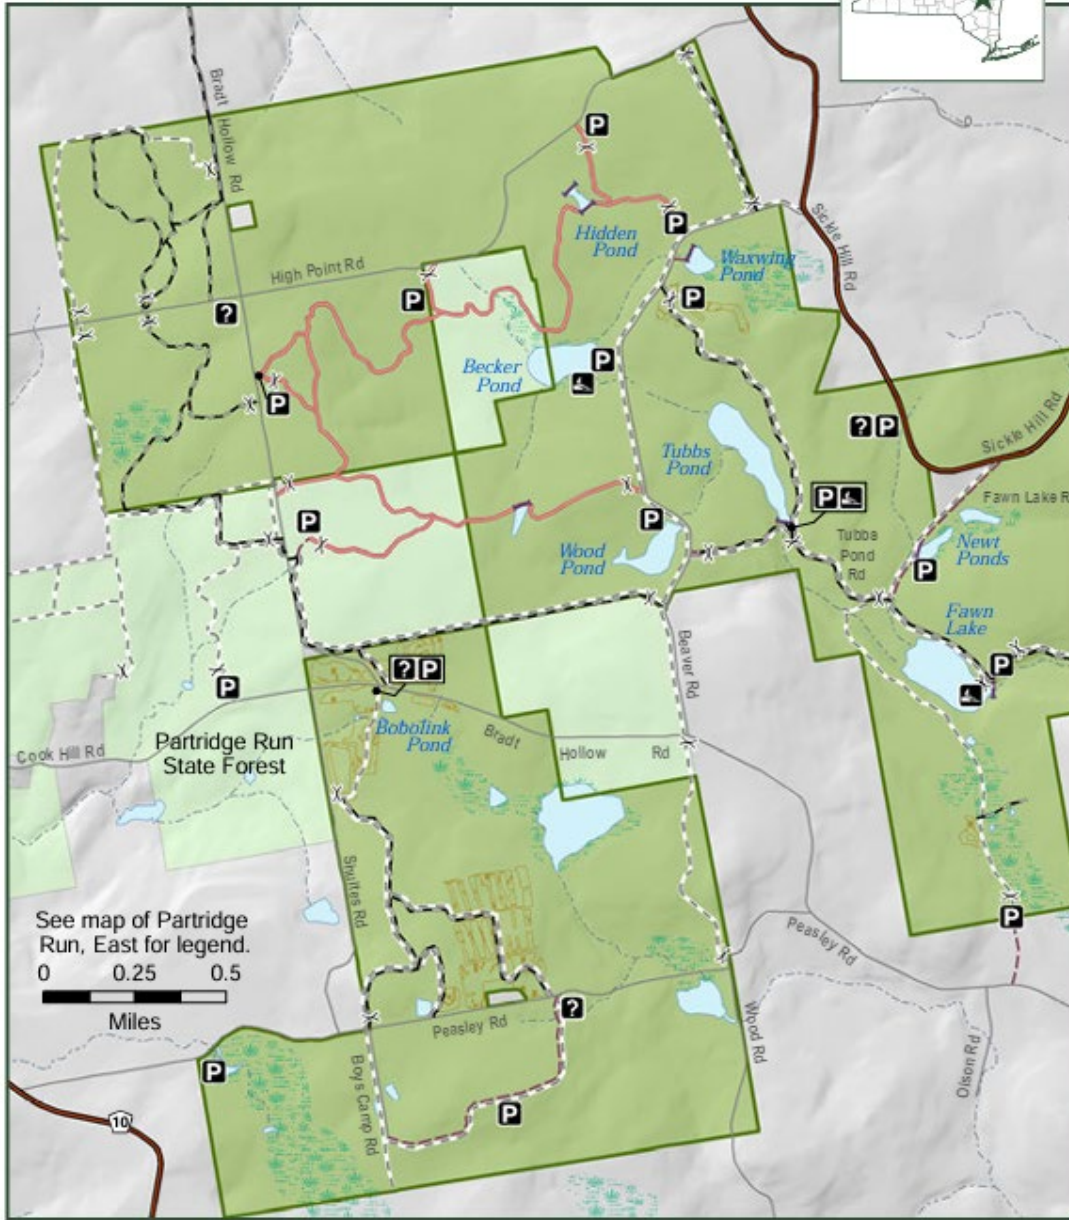 Bradt Hollow Rd
P
Sickle Hill Rd
Hidden
Pond
P
Waxwing
Pond
High Point Rd
P
P
?
Becker
Pond
P
P
Tubbs
Pond
? P
Sickle Hill Rd
P
Fawn Lake R
P
P
Wood
Pond
Tubbs
Pond
Rd
Newt
Ponds
P
Fawn
Lake
P
Beaver Rd
? P
P
Bobolink
Pond
Bradt Hollow Rd
Cook Hill Rd
Partridge Run
State Forest
Shultes Rd
See map of Partridge
Run, East for legend.
0 0.25 0.5
Miles
P
Peasley Rd
?
Peasley Rd
Wood Rd
Olson Rd
P
Boys Camp Rd
P
10